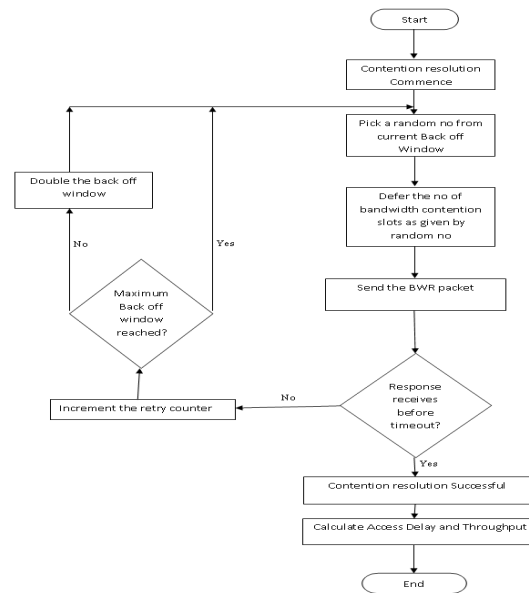 Start
Contention resolution
Commence
Pick a random no from
current Back off
Window
Double the back off
window
Defer the no of
bandwidth contention
slots as given by
random no
No
Yes
Send the BWR packet
Maximum
Back off
window
reached?
Response
receives
before
timeout?
No
Increment the retry counter
Yes
Contention resolution Successful
Calculate Access Delay and Throughput
End